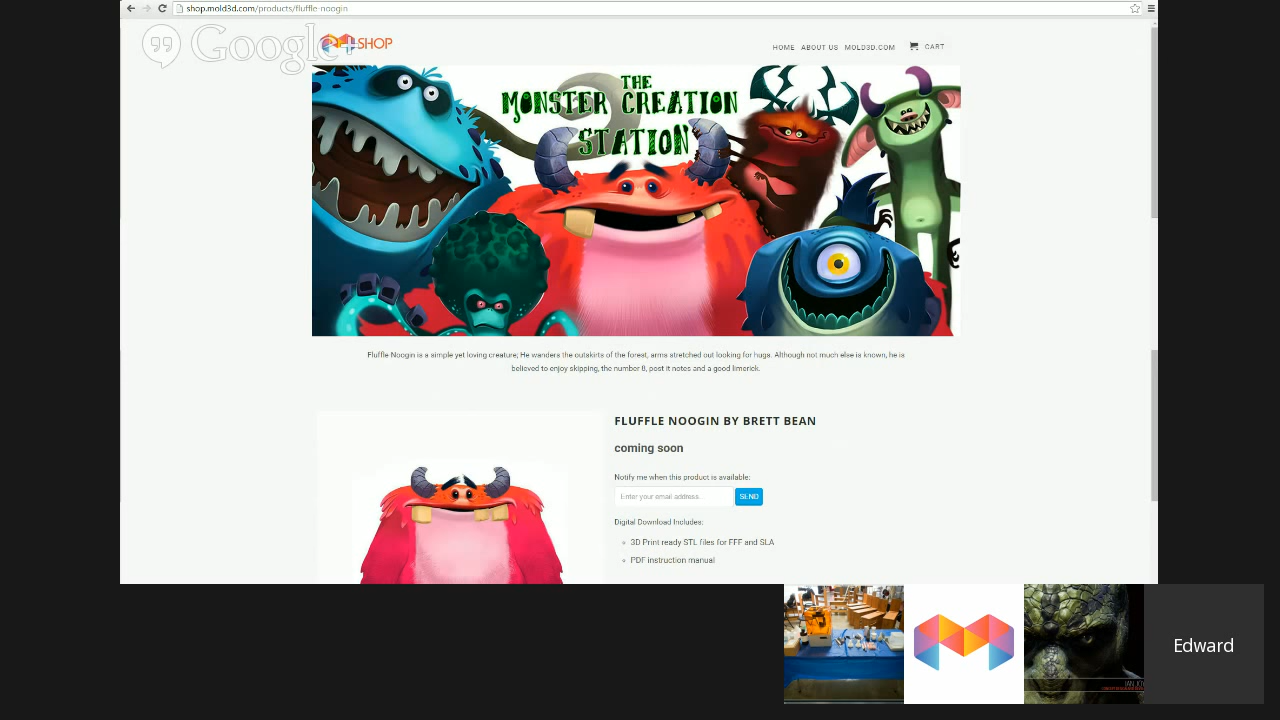 shop.mold3d.com/products/fluffle-noogin
Google+
SHOP
HOME ABOUT US MOLD3D.COM CART
THE
MONSTER CREATION
STATION
Fluffle Noogin is a simple yet loving creature; He wanders the outskirts of the forest, arms stretched out looking for hugs. Although not much else is known, he is
believed to enjoy skipping, the number 8, post it notes and a good limerick.
FLUFFLE NOOGIN BY BRETT BEAN
coming soon
Notify me when this product is available:
Enter your email address...
SEND
Digital Download Includes:
3D Print ready STL files for FFF and SLA
PDF instruction manual
Edward